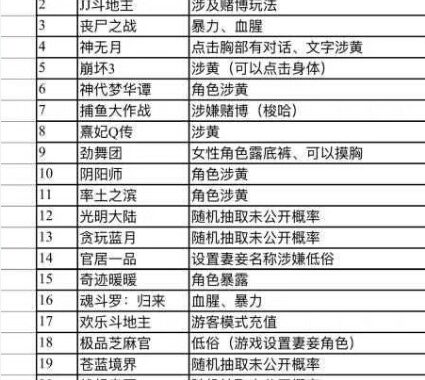 2 JJ斗地主 涉及赌博玩法
3 丧尸之战 暴力、血腥
4 神无月 点击胸部有对话、文字涉黄
5 崩坏3 涉黄（可以点击身体）
6 神代梦华谭 角色涉黄
7 捕鱼大作战 涉嫌赌博（梭哈）
8 熹妃Q传 涉黄
9 劲舞团 女性角色露底裤、可以摸胸
10 阴阳师 角色涉黄
11 率土之滨 角色涉黄
12 光明大陆 随机抽取未公开概率
13 贪玩蓝月 随机抽取未公开概率
14 官居一品 设置妻妾名称涉嫌低俗
15 奇迹暖暖 角色暴露
16 魂斗罗：归来 血腥、暴力
17 欢乐斗地主 游客模式充值
18 极品芝麻官 低俗（游戏设置妻妾角色）
19 苍蓝境界 随机抽取未公开概率